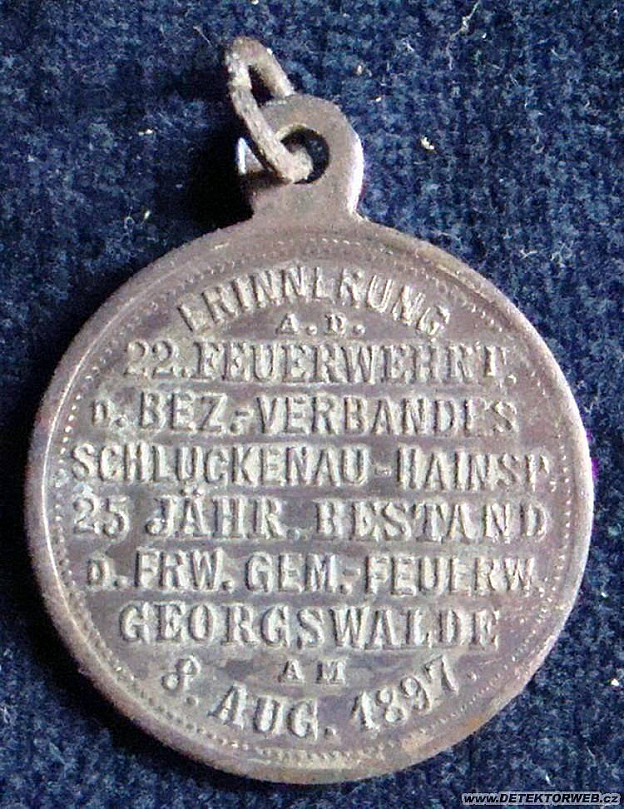 ERINNERUNG
A.D.
22. FEUERWEHRT.
D. BEZ.-VERBANDES
SCHLUCKENAU-HAINSP.
25 JÄHR. BESTAND
D. FRW. GEM.-FEUERW.
GEORGSWALDE
AM
8. AUG. 1897.
WWW.DETEKTORWEB.CZ